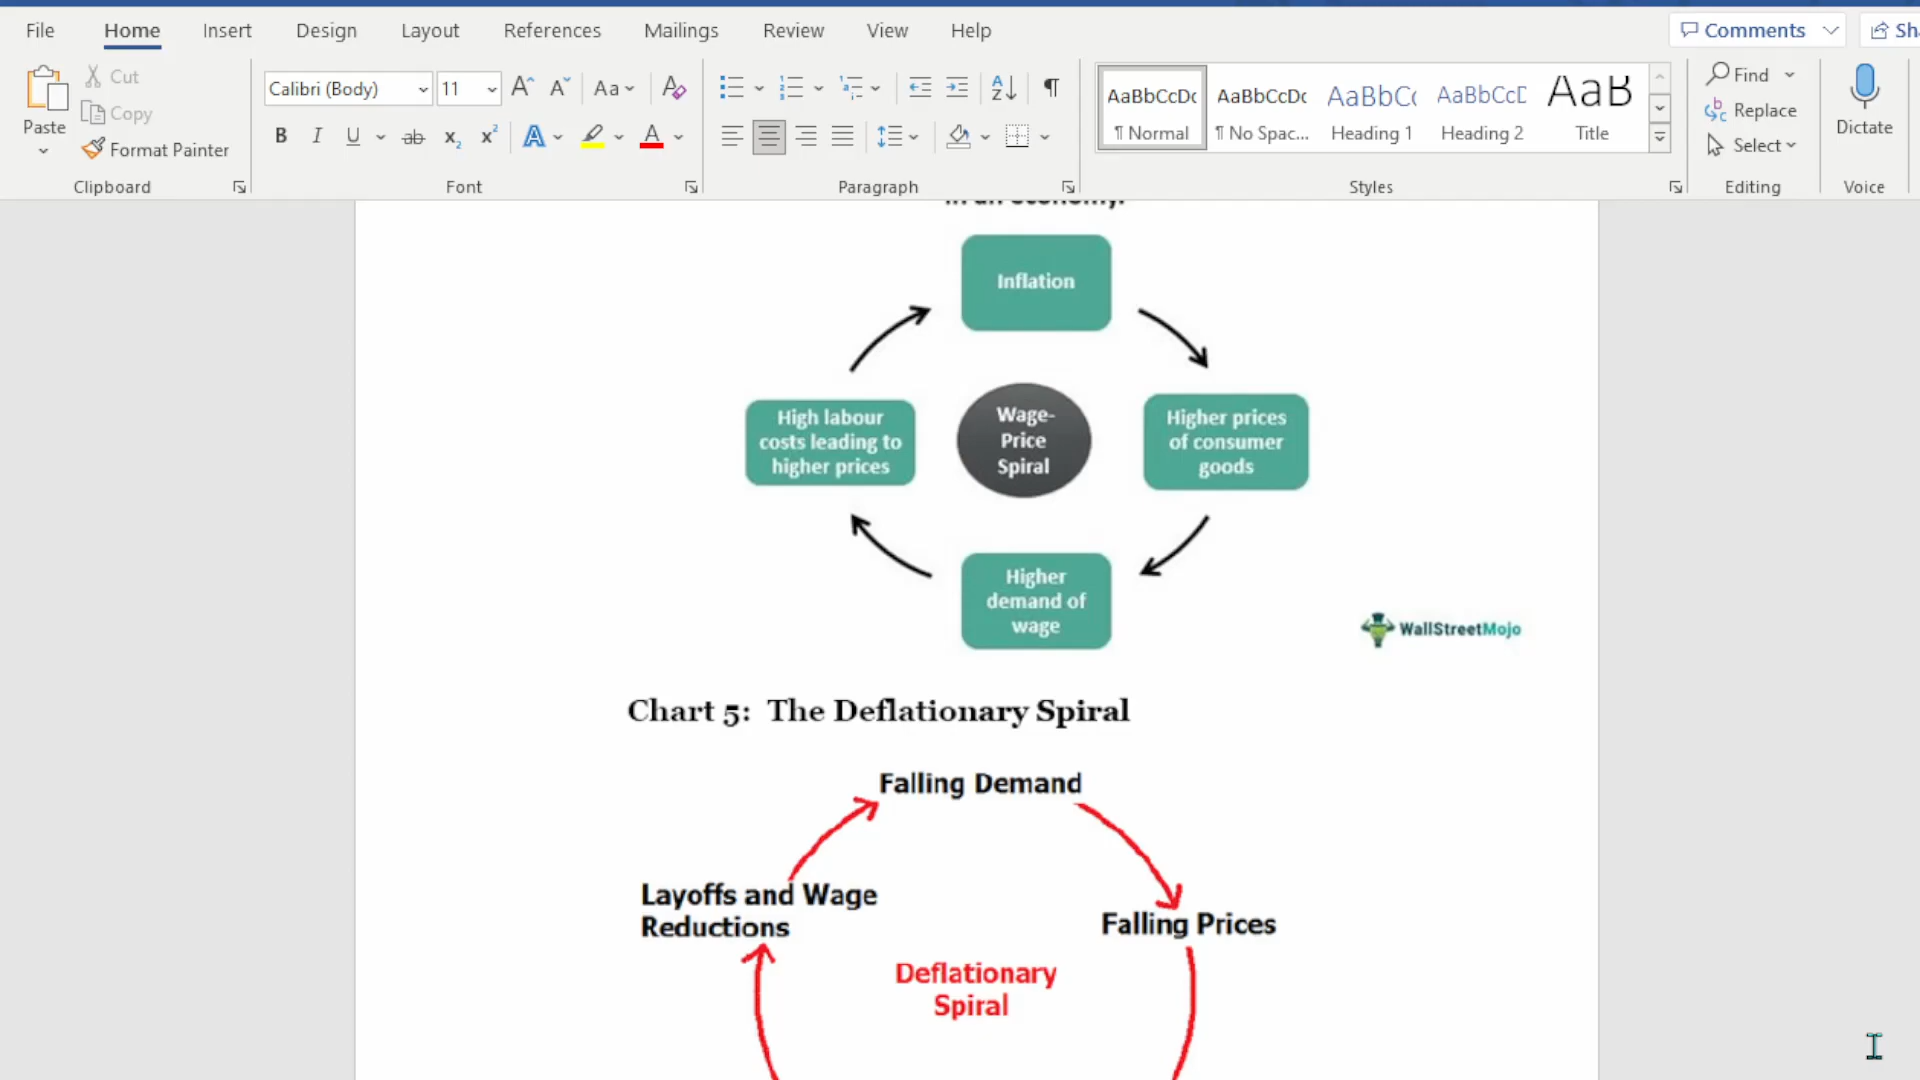 File Home Insert Design Layout References Mailings Review View Help Comments
Cut
Copy
Paste
Format Painter
Clipboard
Calibri (Body) 11 Aa
Font
Paragraph
AaBbCcDc AaBbCcDc AaBbCc AaBbCcD AaB
¶ Normal ¶ No Spac... Heading 1 Heading 2 Title
Styles
Find
Replace
Select
Editing
Dictate
Voice
in an economy.
Inflation
High labour
costs leading to
higher prices
Wage-
Price
Spiral
Higher prices
of consumer
goods
Higher
demand of
wage
WallStreetMojo
Chart 5: The Deflationary Spiral
Falling Demand
Layoffs and Wage
Reductions
Falling Prices
Deflationary
Spiral